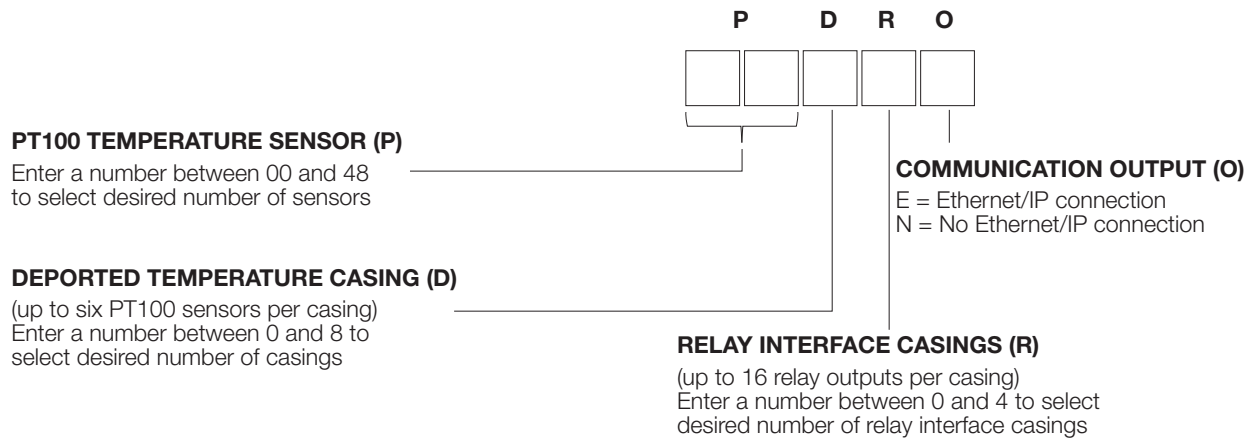 P D R O
PT100 TEMPERATURE SENSOR (P)
Enter a number between 00 and 48
to select desired number of sensors
COMMUNICATION OUTPUT (O)
E = Ethernet/IP connection
N = No Ethernet/IP connection
DEPORTED TEMPERATURE CASING (D)
(up to six PT100 sensors per casing)
Enter a number between 0 and 8 to
select desired number of casings
RELAY INTERFACE CASINGS (R)
(up to 16 relay outputs per casing)
Enter a number between 0 and 4 to select
desired number of relay interface casings